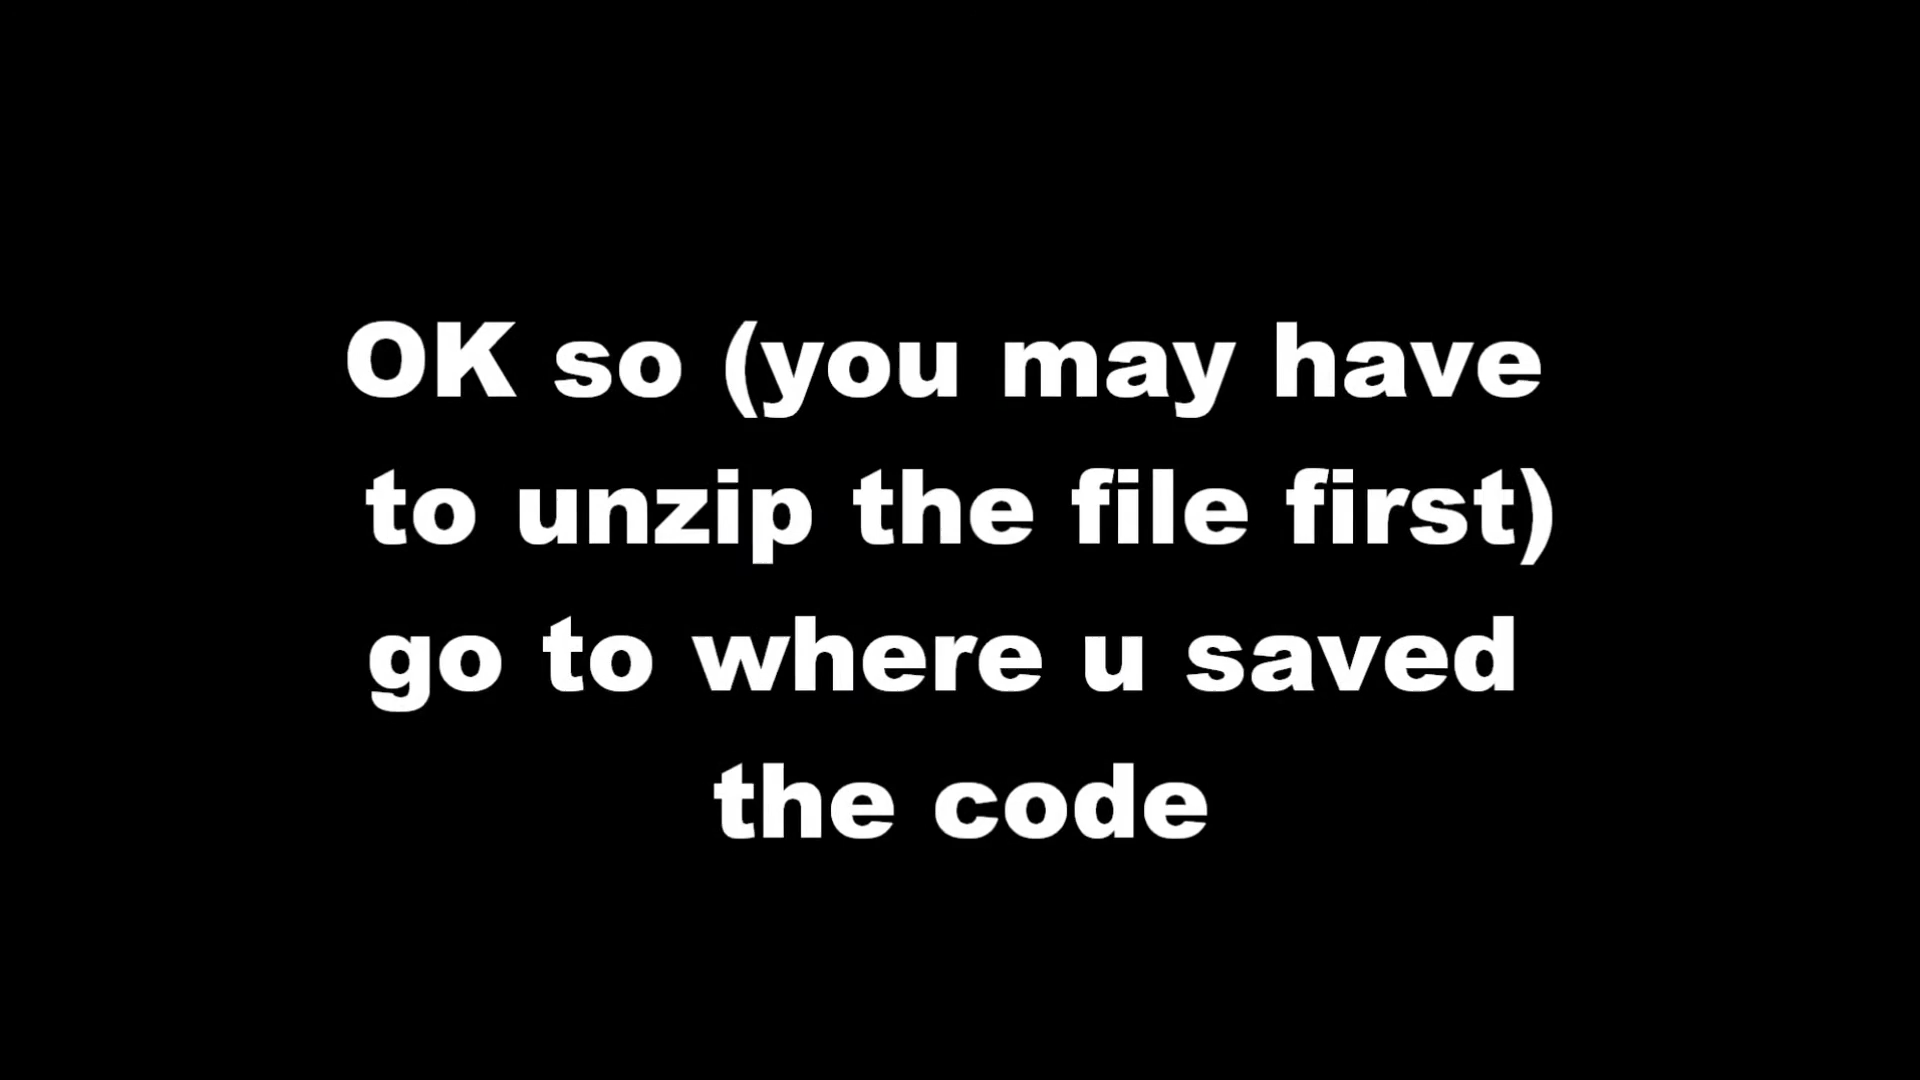 OK so (you may have
to unzip the file first)
go to where u saved
the code